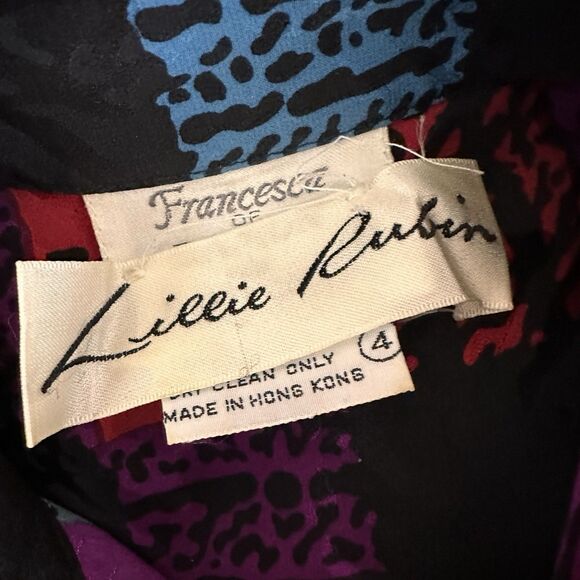 Francesca
OF
Lillie Rubin
4
DRY CLEAN ONLY
MADE IN HONG KONG